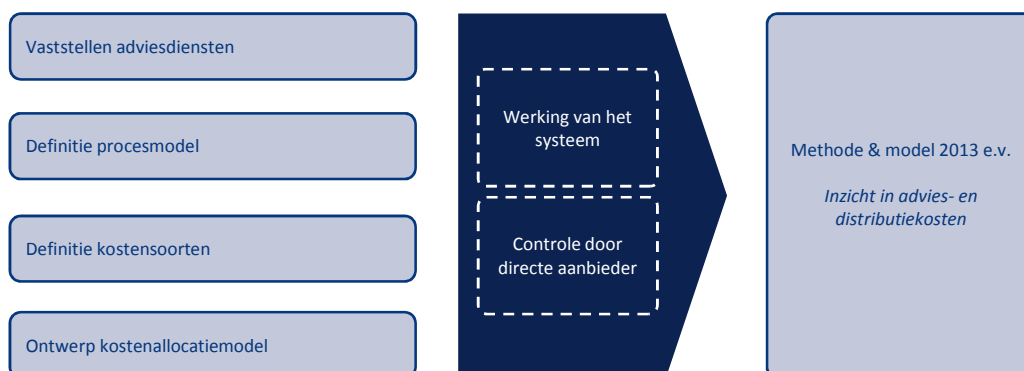 Vaststellen adviesdiensten
Definitie procesmodel
Definitie kostensoorten
Ontwerp kostenallocatiemodel
Werking van het
systeem
Controle door
directe aanbieder
Methode & model 2013 e.v.
Inzicht in advies- en
distributiekosten